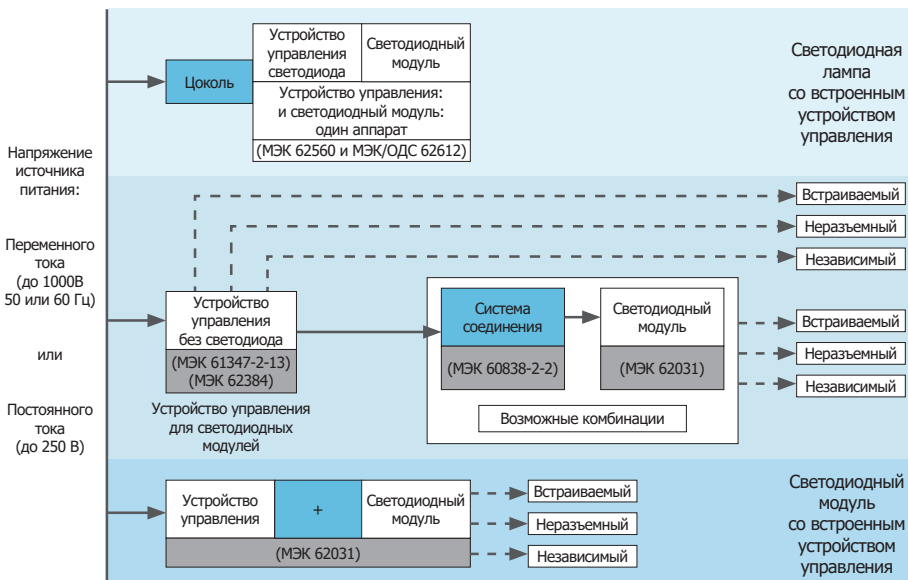 Напряжение
источника
питания:
Переменного
тока
(до 1000В
50 или 60 Гц)
или
Постоянного
тока
(до 250 В)
Цоколь
Устройство
управления
светодиода
Светодиодный
модуль
Устройство управления:
и светодиодный модуль:
один аппарат
(МЭК 62560 и МЭК/ОДС 62612)
Светодиодная
лампа
со встроенным
устройством
управления
Встраиваемый
Неразъемный
Независимый
Устройство
управления
без светодиода
(МЭК 61347-2-13)
(МЭК 62384)
Устройство управления
для светодиодных
модулей
Система
соединения
(МЭК 60838-2-2)
Светодиодный
модуль
(МЭК 62031)
Возможные комбинации
Встраиваемый
Неразъемный
Независимый
Устройство
управления
+
Светодиодный
модуль
(МЭК 62031)
Встраиваемый
Неразъемный
Независимый
Светодиодный
модуль
со встроенным
устройством
управления